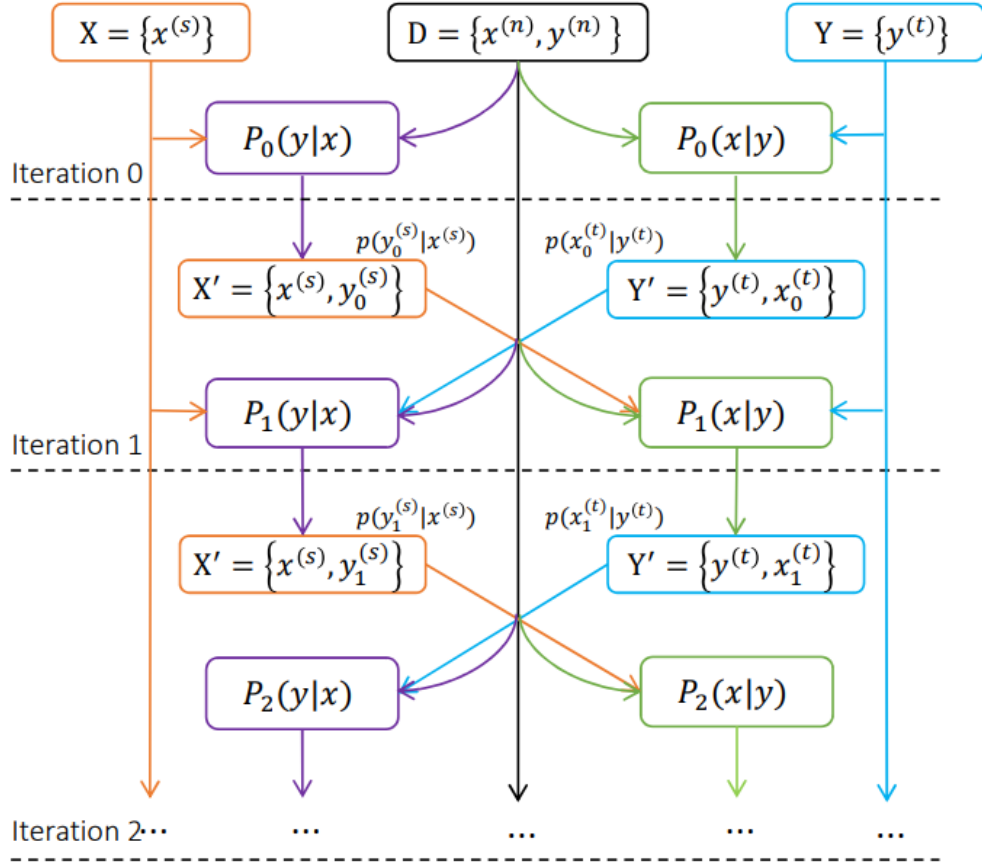 X = {x^(s)}
D = {x^(n), y^(n) }
Y = {y^(t)}
P_0(y|x)
P_0(x|y)
Iteration 0
p(y_0^(s)|x^(s))
p(x_0^(t)|y^(t))
X′ = {x^(s), y_0^(s)}
Y′ = {y^(t), x_0^(t)}
P_1(y|x)
P_1(x|y)
Iteration 1
p(y_1^(s)|x^(s))
p(x_1^(t)|y^(t))
X′ = {x^(s), y_1^(s)}
Y′ = {y^(t), x_1^(t)}
P_2(y|x)
P_2(x|y)
Iteration 2 ... ... ... ... ...